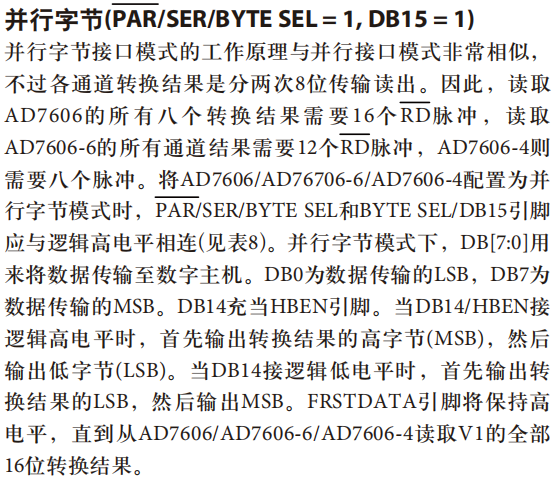 并行字节(PAR/SER/BYTE SEL = 1, DB15 = 1)
并行字节接口模式的工作原理与并行接口模式非常相似，
不过各通道转换结果是分两次8位传输读出。因此，读取
AD7606的所有八个转换结果需要16个RD脉冲，读取
AD7606-6的所有通道结果需要12个RD脉冲，AD7606-4则
需要八个脉冲。将AD7606/AD76706-6/AD7606-4配置为并
行字节模式时，PAR/SER/BYTE SEL和BYTE SEL/DB15引脚
应与逻辑高电平相连(见表8)。并行字节模式下，DB[7:0]用
来将数据传输至数字主机。DB0为数据传输的LSB，DB7为
数据传输的MSB。DB14充当HBEN引脚。当DB14/HBEN接
逻辑高电平时，首先输出转换结果的高字节(MSB)，然后
输出低字节(LSB)。当DB14接逻辑低电平时，首先输出转
换结果的LSB，然后输出MSB。FRSTDATA引脚将保持高
电平，直到从AD7606/AD7606-6/AD7606-4读取V1的全部
16位转换结果。